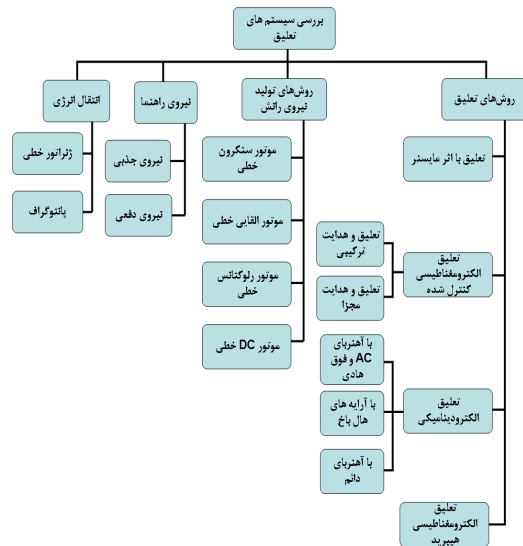 بررسی سیستم های
تعلیق
روش‌های تعلیق
روش‌های تولید
نیروی رانش
نیروی راهنما
انتقال انرژی
تعلیق با اثر مایسنر
تعلیق
الکترومغناطیسی
کنترل شده
تعلیق و هدایت
ترکیبی
تعلیق و هدایت
مجزا
تعلیق
الکترودینامیکی
با آهنربای
AC و فوق
هادی
با آرایه های
هال باخ
با آهنربای
دائم
تعلیق
الکترومغناطیسی
هیبرید
موتور سنکرون
خطی
موتور القایی خطی
موتور رلوکتانس
خطی
موتور DC خطی
نیروی جذبی
نیروی دفعی
ژنراتور خطی
پانتوگراف